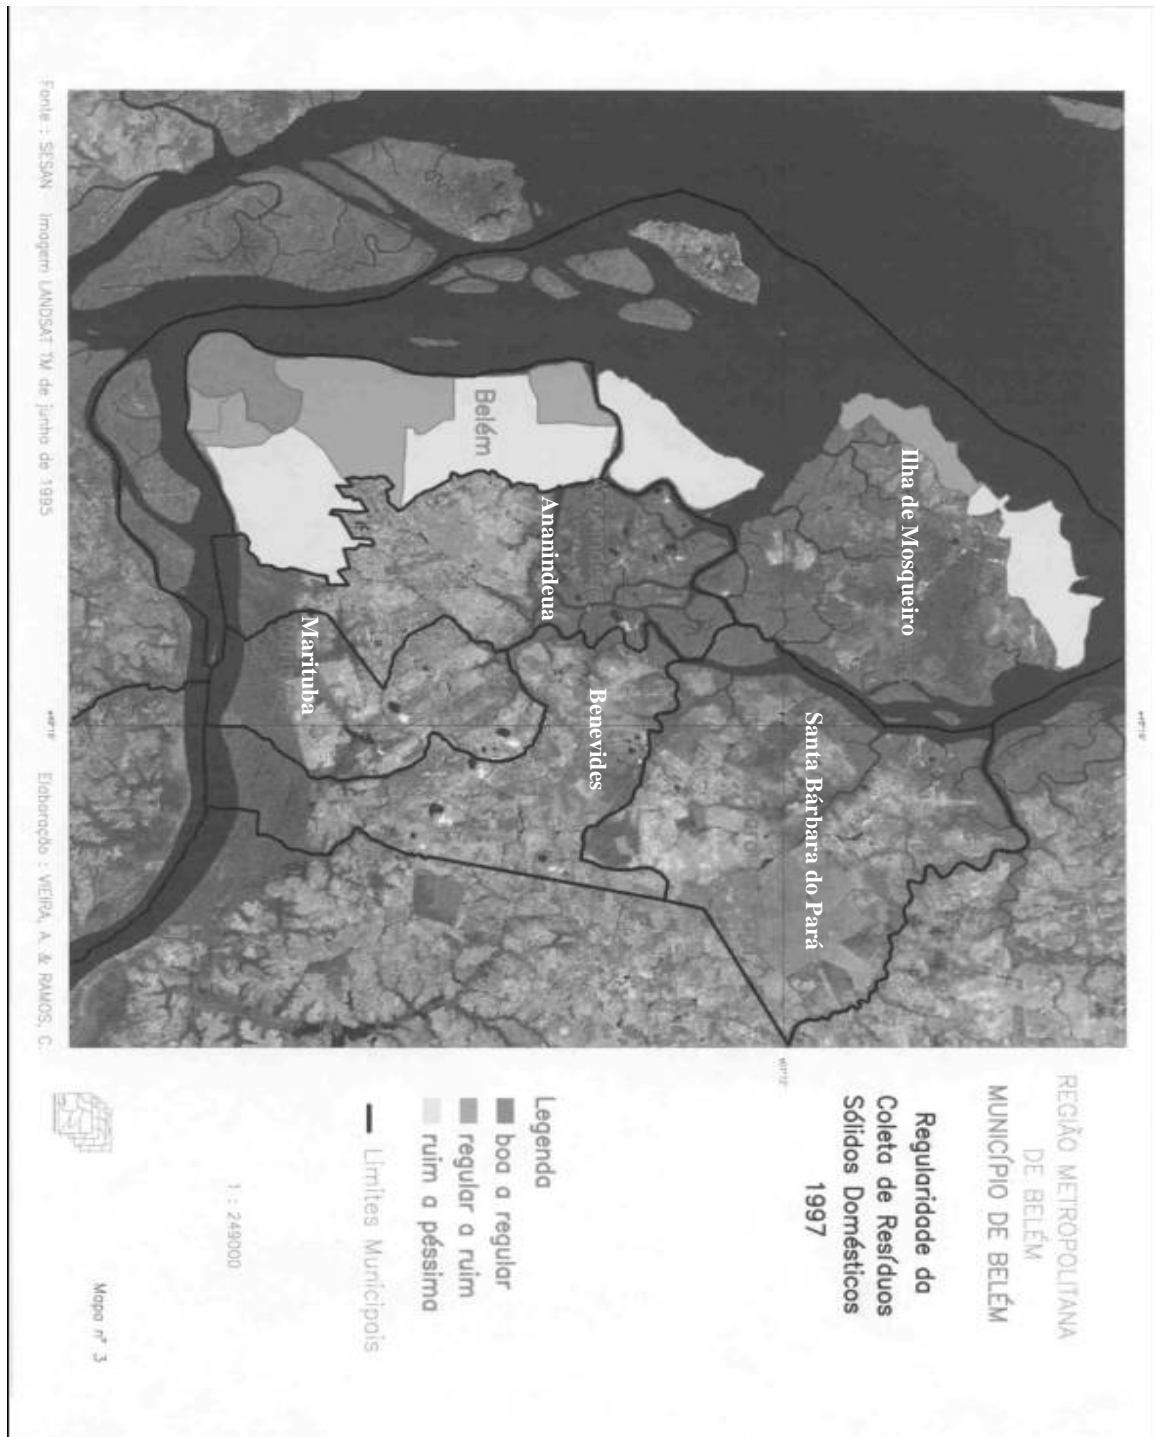 REGIÃO METROPOLITANA
DE BELÉM
MUNICÍPIO DE BELÉM
Regularidade da
Coleta de Resíduos
Sólidos Domésticos
1997
Legenda
boa a regular
regular a ruim
ruim a péssima
Limites Municipais
1 : 249000
Mapa nº 3
Ilha de Mosqueiro
Santa Bárbara do Pará
Benevides
Ananindeua
Belém
Marituba
Fonte : SESAN Imagem LANDSAT TM de junho de 1995 Elaboração : VIEIRA, A. & RAMOS, C.